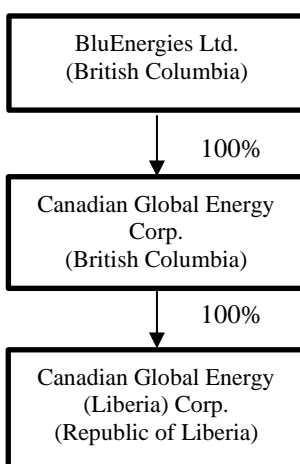 BluEnergies Ltd.
(British Columbia)
100%
Canadian Global Energy
Corp.
(British Columbia)
100%
Canadian Global Energy
(Liberia) Corp.
(Republic of Liberia)